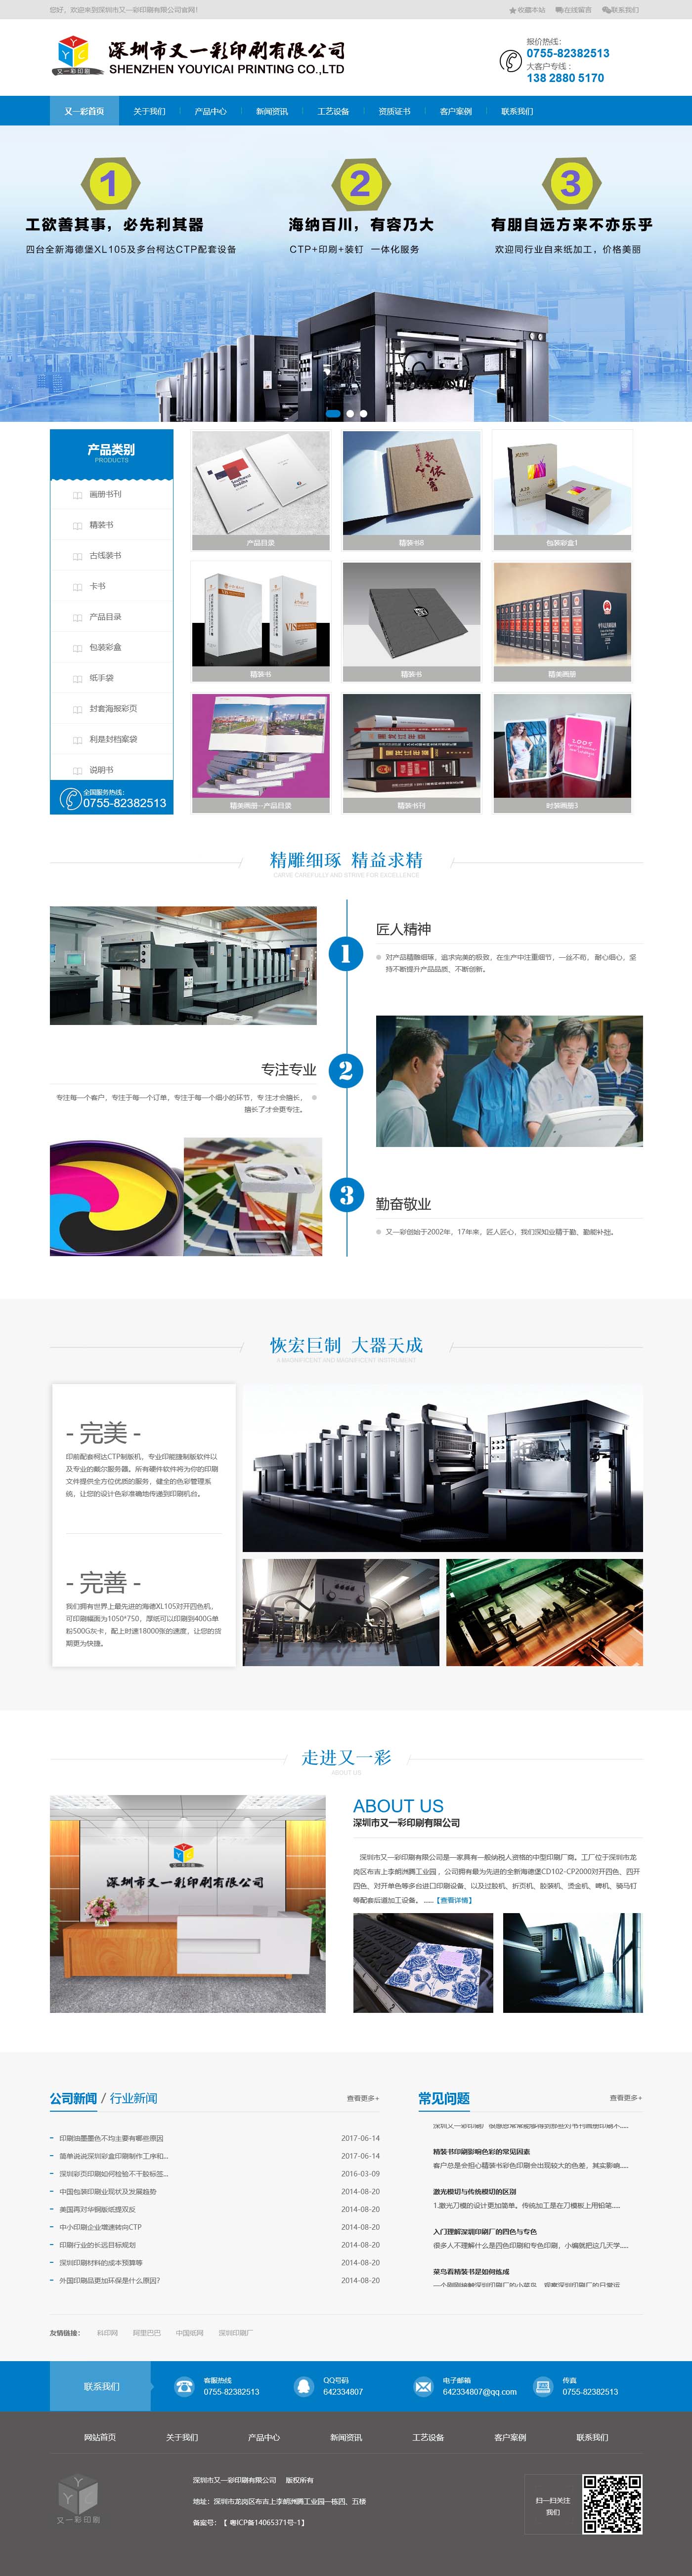 您好，欢迎来到深圳市又一彩印刷有限公司官网！
收藏本站 在线留言 联系我们
又一彩印刷
深圳市又一彩印刷有限公司
SHENZHEN YOUYICAI PRINTING CO.,LTD
报价热线：
0755-82382513
大客户专线：
138 2880 5170
又一彩首页 关于我们 产品中心 新闻资讯 工艺设备 资质证书 客户案例 联系我们
1 2 3
工欲善其事，必先利其器 海纳百川，有容乃大 有朋自远方来不亦乐乎
四台全新海德堡XL105及多台柯达CTP配套设备 CTP+印刷+装钉 一体化服务 欢迎同行业自来纸加工，价格美丽
产品类别
PRODUCTS
画册书刊
精装书
古线装书
卡书
产品目录
包装彩盒
纸手袋
封套海报彩页
利是封档案袋
说明书
全国服务热线：
0755-82382513
产品目录 精装书8 包装彩盒1
精装书 精装书 精美画册
精美画册--产品目录 精装书刊 时装画册3
精雕细琢 精益求精
CARVE CAREFULLY AND STRIVE FOR EXCELLENCE
1
匠人精神
对产品精雕细琢，追求完美的极致，在生产中注重细节，一丝不苟， 耐心细心，坚
持不断提升产品品质、不断创新。
2
专注专业
专注每一个客户，专注于每一个订单，专注于每一个细小的环节，专 注才会擅长，
擅长了才会更专注。
3
勤奋敬业
又一彩创始于2002年，17年来，匠人匠心，我们深知业精于勤、勤能补拙。
恢宏巨制 大器天成
A MAGNIFICENT AND MAGNIFICENT INSTRUMENT
- 完美 -
印前配套柯达CTP制版机，专业印能捷制版软件以
及专业的戴尔服务器。所有硬件软件将为你的印刷
文件提供全方位优质的服务，健全的色彩管理系
统，让您的设计色彩准确地传递到印刷机台。
- 完善 -
我们拥有世界上最先进的海德XL105对开四色机，
可印刷幅面为1050*750，厚纸可以印刷到400G单
粉500G灰卡，配上时速18000张的速度，让您的货
期更为快捷。
走进又一彩
ABOUT US
深圳市又一彩印刷有限公司
ABOUT US
深圳市又一彩印刷有限公司
深圳市又一彩印刷有限公司是一家具有一般纳税人资格的中型印刷厂商。工厂位于深圳市龙
岗区布吉上李朗洲腾工业园，公司拥有最为先进的全新海德堡CD102-CP2000对开四色、四开
四色、对开单色等多台进口印刷设备、以及过胶机、折页机、胶装机、烫金机、啤机、骑马钉
等配套后道加工设备。 ......【查看详情】
公司新闻 / 行业新闻 查看更多+
印刷油墨墨色不均主要有哪些原因 2017-06-14
简单说说深圳彩盒印刷制作工序和... 2017-06-14
深圳彩页印刷如何检验不干胶标签... 2016-03-09
中国包装印刷业现状及发展趋势 2014-08-20
美国再对华铜版纸提双反 2014-08-20
中小印刷企业增速转向CTP 2014-08-20
印刷行业的长远目标规划 2014-08-20
深圳印刷材料的成本预算等 2014-08-20
外国印刷品更加环保是什么原因？ 2014-08-20
常见问题 查看更多+
精装书印刷影响色彩的常见因素
客户总是会担心精装书彩色印刷会出现较大的色差，其实影响......
激光模切与传统模切的区别
1.激光刀模的设计更加简单。传统加工是在刀模板上用铅笔......
入门理解深圳印刷厂的四色与专色
很多人不理解什么是四色印刷和专色印刷，小编就把这几天学......
菜鸟看精装书是如何炼成
友情链接： 科印网 阿里巴巴 中国纸网 深圳印刷厂
联系我们
客服热线
0755-82382513
QQ号码
642334807
电子邮箱
642334807@qq.com
传真
0755-82382513
网站首页 关于我们 产品中心 新闻资讯 工艺设备 客户案例 联系我们
又一彩印刷
深圳市又一彩印刷有限公司 版权所有
地址：深圳市龙岗区布吉上李朗洲腾工业园一栋四、五楼
备案号：【 粤ICP备14065371号-1】
扫一扫关注
我们